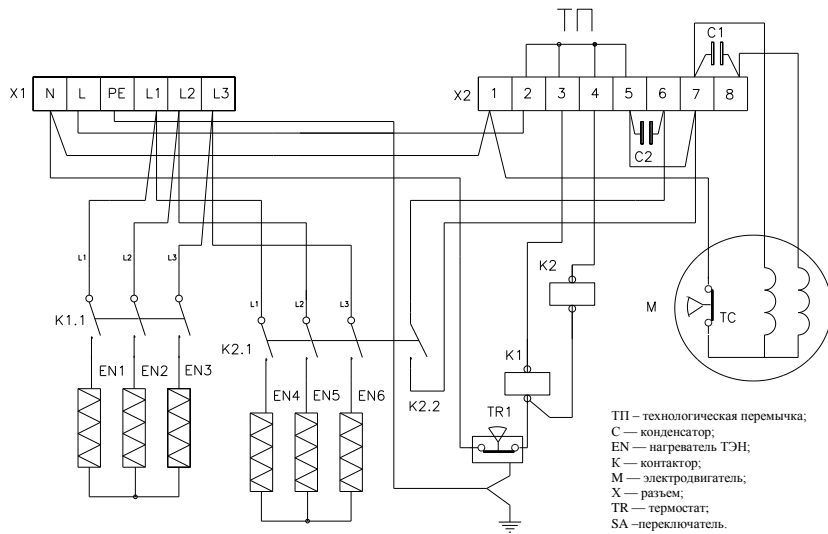 ТП
C1
X1 N L PE L1 L2 L3
X2 1 2 3 4 5 6 7 8
C2
L1 L2 L3
K2
L1 L2 L3
M
TC
K1.1
K2.1
K1
EN1 EN2 EN3
EN4 EN5 EN6
K2.2
TR1
ТП – технологическая перемычка;
С — конденсатор;
EN — нагреватель ТЭН;
К — контактор;
М — электродвигатель;
Х — разъем;
TR — термостат;
SA –переключатель.